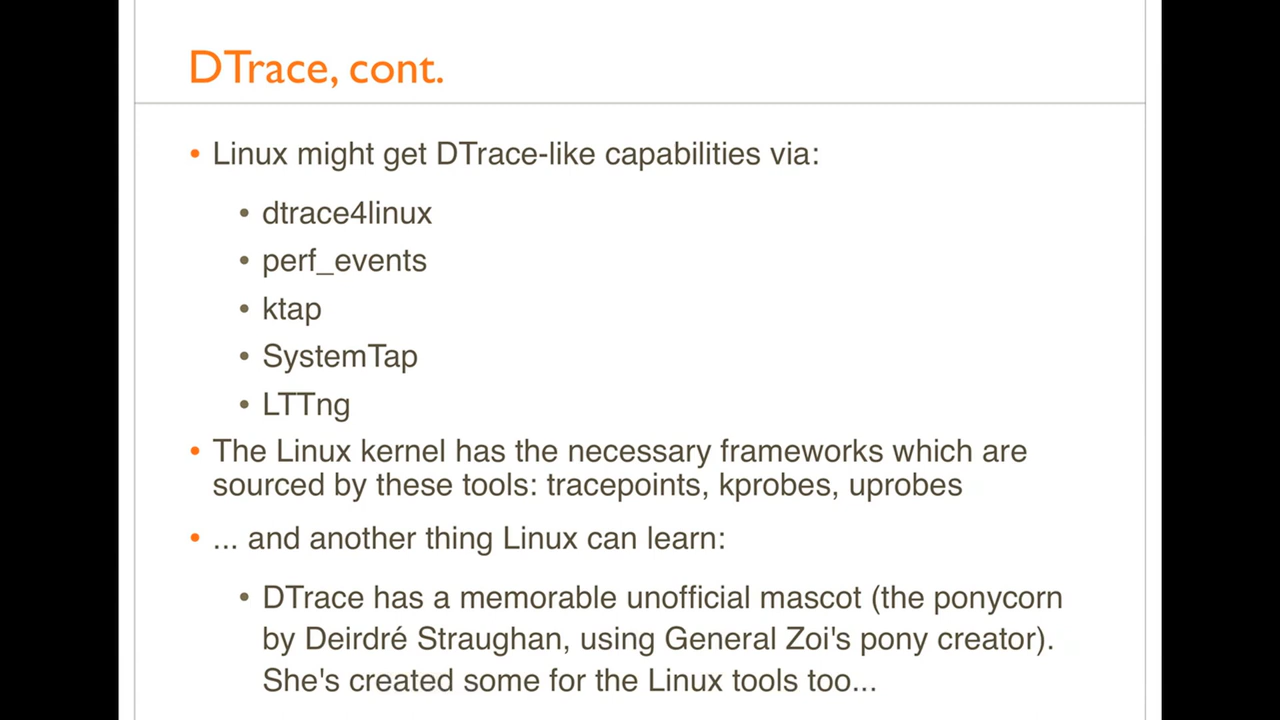 DTrace, cont.
• Linux might get DTrace-like capabilities via:
• dtrace4linux
• perf_events
• ktap
• SystemTap
• LTTng
• The Linux kernel has the necessary frameworks which are
sourced by these tools: tracepoints, kprobes, uprobes
• ... and another thing Linux can learn:
• DTrace has a memorable unofficial mascot (the ponycorn
by Deirdré Straughan, using General Zoi's pony creator).
She's created some for the Linux tools too...